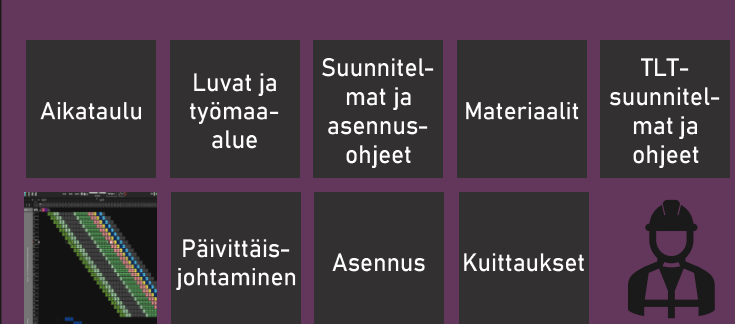 Aikataulu
Luvat ja
työmaa-
alue
Suunnitel-
mat ja
asennus-
ohjeet
Materiaalit
TLT-
suunnitel-
mat ja
ohjeet
Päivittäis-
johtaminen
Asennus
Kuittaukset